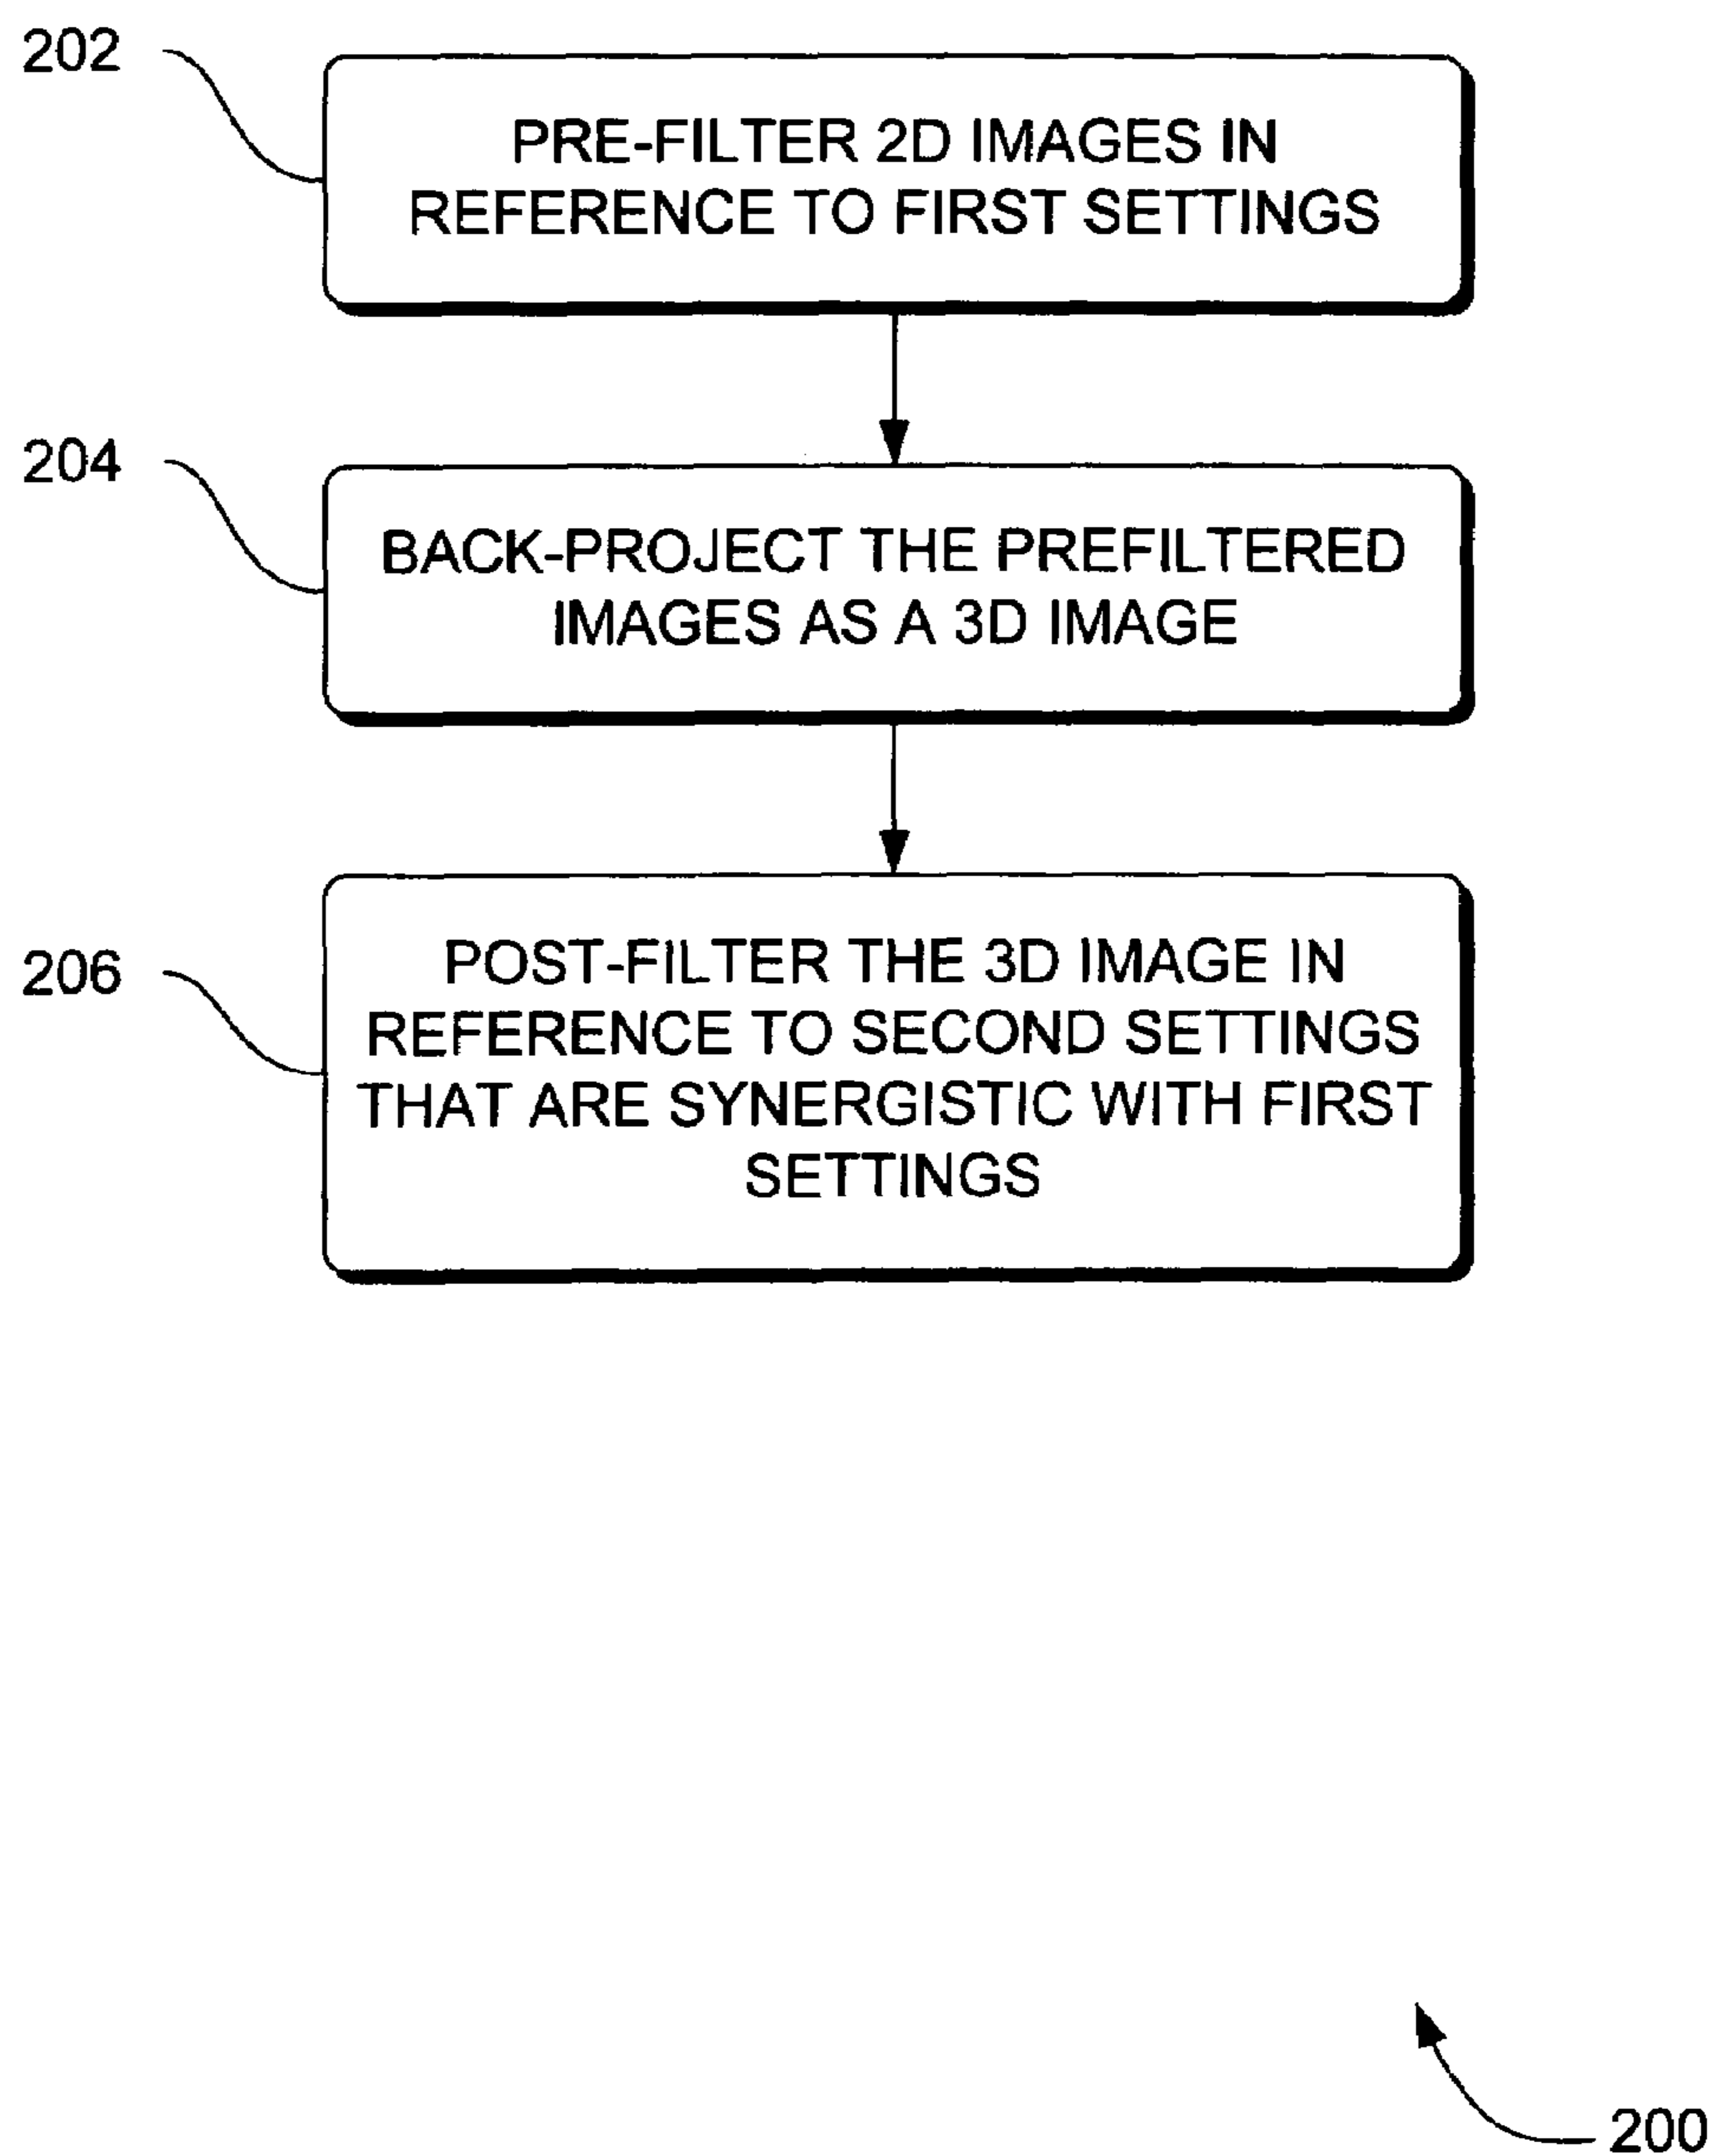 202
PRE-FILTER 2D IMAGES IN
REFERENCE TO FIRST SETTINGS
204
BACK-PROJECT THE PREFILTERED
IMAGES AS A 3D IMAGE
206
POST-FILTER THE 3D IMAGE IN
REFERENCE TO SECOND SETTINGS
THAT ARE SYNERGISTIC WITH FIRST
SETTINGS
200